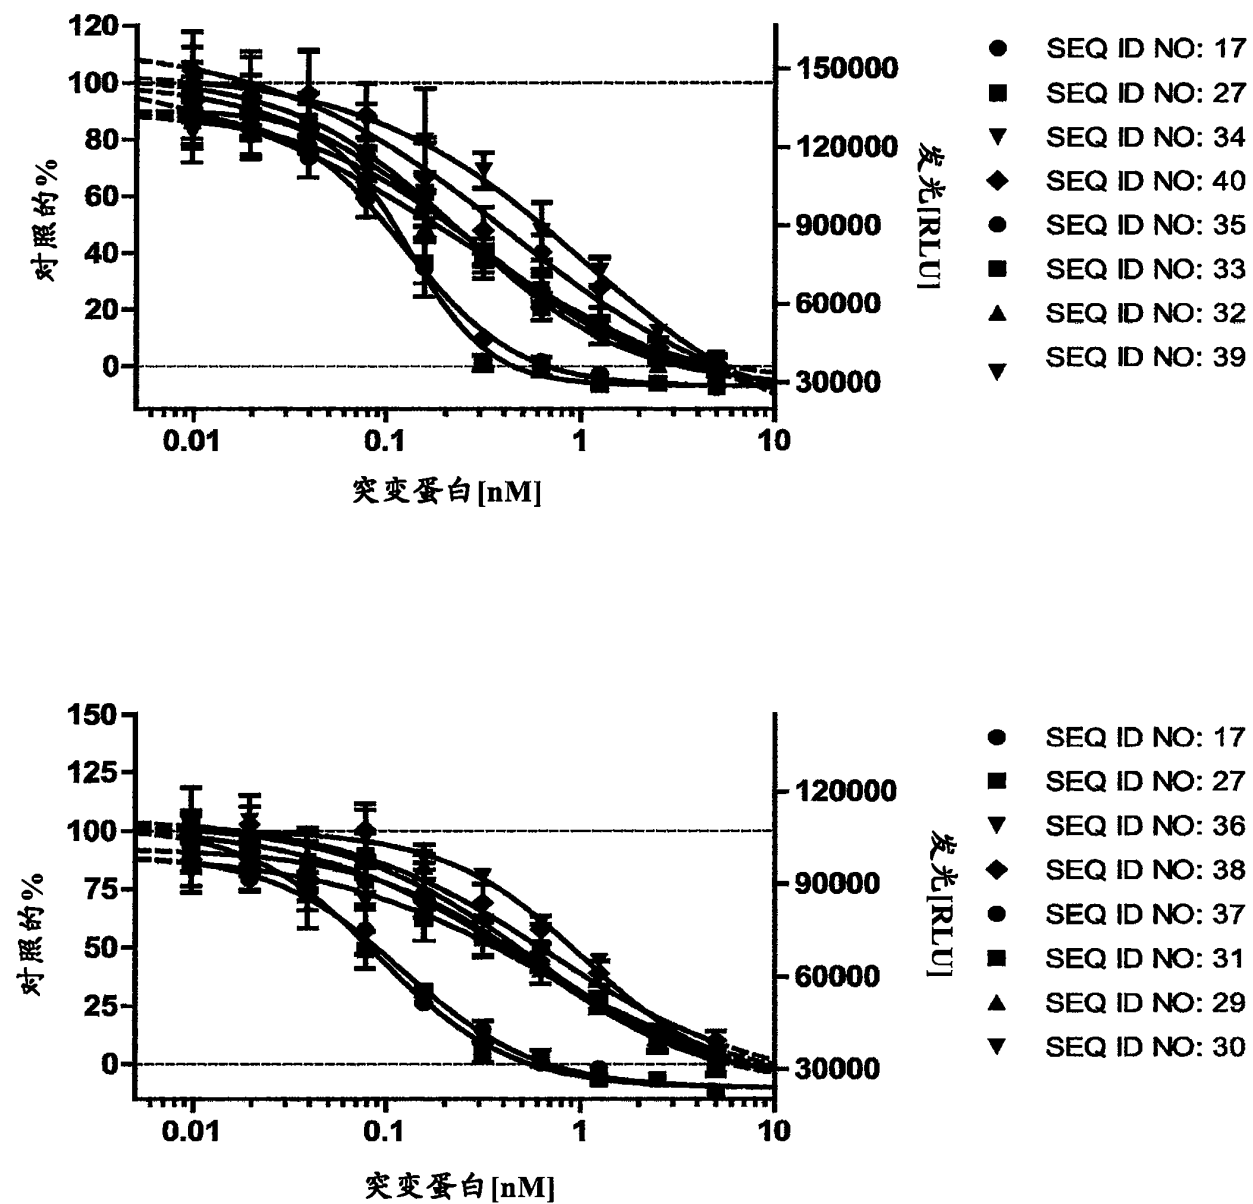 120
100
80
60
40
20
0
对照的%
150000
120000
90000
60000
30000
发光[RLU]
0.01
0.1
1
10
突变蛋白[nM]
SEQ ID NO: 17
SEQ ID NO: 27
SEQ ID NO: 34
SEQ ID NO: 40
SEQ ID NO: 35
SEQ ID NO: 33
SEQ ID NO: 32
SEQ ID NO: 39
150
125
100
75
50
25
0
对照的%
120000
90000
60000
30000
发光[RLU]
0.01
0.1
1
10
突变蛋白[nM]
SEQ ID NO: 17
SEQ ID NO: 27
SEQ ID NO: 36
SEQ ID NO: 38
SEQ ID NO: 37
SEQ ID NO: 31
SEQ ID NO: 29
SEQ ID NO: 30